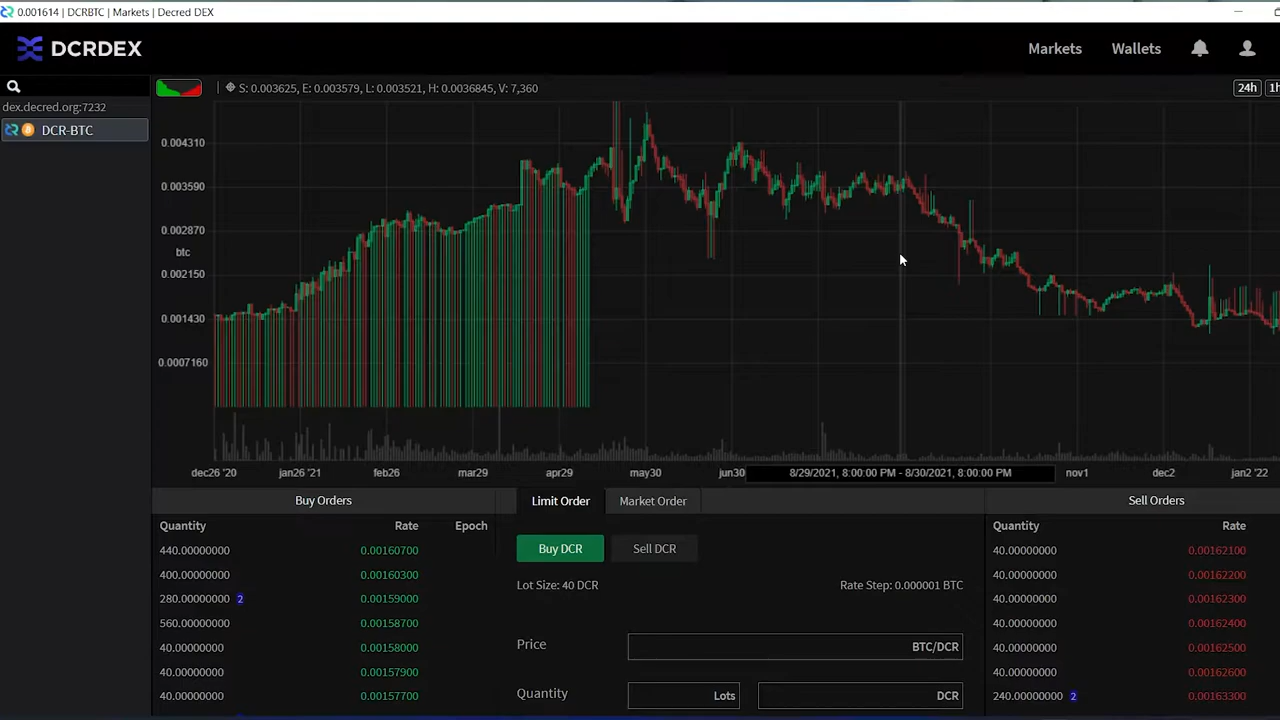 0.001614 | DCRBTC | Markets | Decred DEX
DCRDEX
Markets Wallets
dex.decred.org:7232
DCR-BTC
S: 0.003625, E: 0.003579, L: 0.003521, H: 0.0036845, V: 7,360
24h
0.004310
0.003590
0.002870
btc
0.002150
0.001430
0.0007160
dec26 '20 jan26 '21 feb26 mar29 apr29 may30 jun30 8/29/2021, 8:00:00 PM - 8/30/2021, 8:00:00 PM nov1 dec2 jan2 '22
Buy Orders Limit Order Market Order Sell Orders
Quantity Rate Epoch Quantity Rate
440.00000000 0.00160700 Buy DCR Sell DCR 40.00000000 0.00162100
400.00000000 0.00160300 Lot Size: 40 DCR Rate Step: 0.000001 BTC 40.00000000 0.00162200
280.00000000 2 0.00159000 40.00000000 0.00162300
560.00000000 0.00158700 40.00000000 0.00162400
40.00000000 0.00158000 Price BTC/DCR 40.00000000 0.00162500
40.00000000 0.00157900 40.00000000 0.00162600
40.00000000 0.00157700 Quantity Lots DCR 240.00000000 2 0.00163300